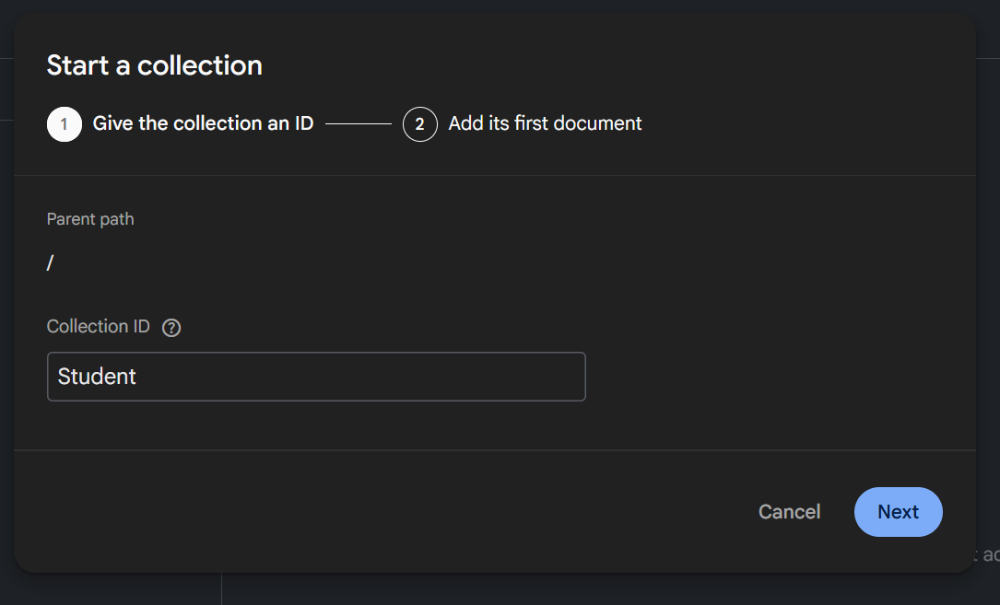 Start a collection
1 Give the collection an ID 2 Add its first document
Parent path
/
Collection ID ?
Student
Cancel Next